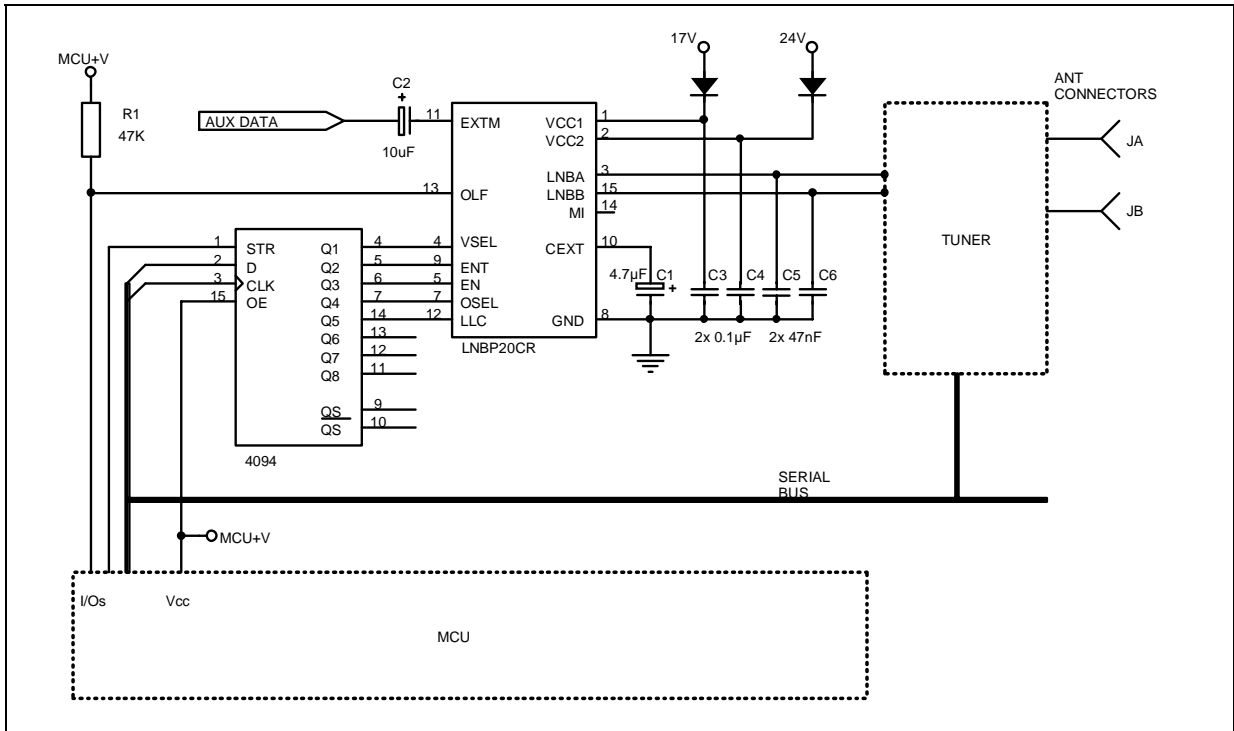 17V
24V
MCU+V
C2
+
R1
47K
AUX DATA
10uF
11
EXTM
VCC1
1
VCC2
2
LNBA
3
LNBB
15
MI
14
13
OLF
ANT
CONNECTORS
JA
JB
TUNER
1
STR
Q1
4
4
VSEL
CEXT
10
2
D
Q2
5
9
ENT
3
CLK
Q3
6
5
EN
4.7µF
C1
+
C3
C4
C5
C6
15
OE
Q4
7
7
OSEL
Q5
14
12
LLC
GND
8
Q6
13
LNBP20CR
2x 0.1µF
2x 47nF
Q7
12
Q8
11
QS
9
QS
10
4094
SERIAL
BUS
MCU+V
I/Os
Vcc
MCU